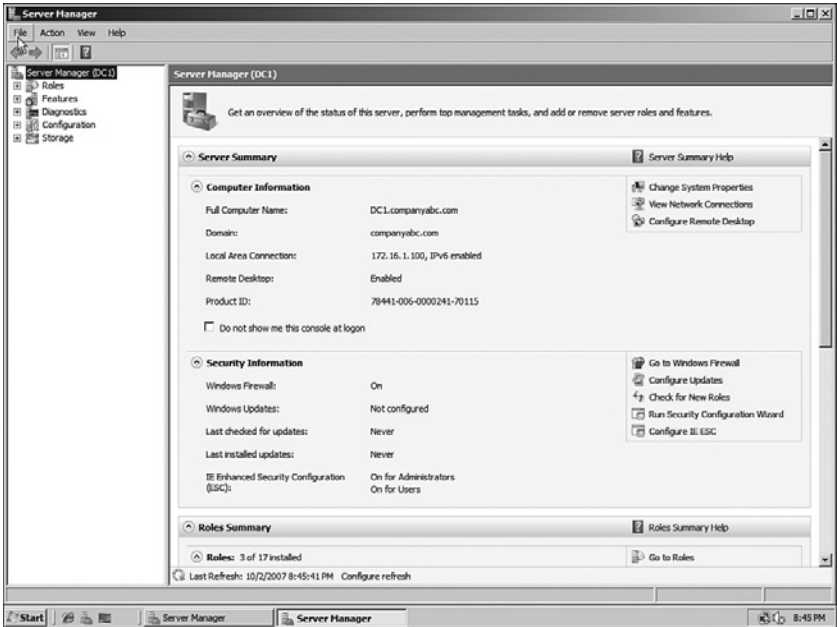 Server Manager
File Action View Help
Server Manager (DC1)
Roles
Features
Diagnostics
Configuration
Storage
Server Manager (DC1)
Get an overview of the status of this server, perform top management tasks, and add or remove server roles and features.
Server Summary
Server Summary Help
Computer Information
Full Computer Name: DC1.companyabc.com
Domain: companyabc.com
Local Area Connection: 172.16.1.100, IPv6 enabled
Remote Desktop: Enabled
Product ID: 78441-006-0000241-70115
Do not show me this console at logon
Change System Properties
View Network Connections
Configure Remote Desktop
Security Information
Windows Firewall: On
Windows Updates: Not configured
Last checked for updates: Never
Last installed updates: Never
IE Enhanced Security Configuration On for Administrators
(ESC): On for Users
Go to Windows Firewall
Configure Updates
Check for New Roles
Run Security Configuration Wizard
Configure IE ESC
Roles Summary
Roles Summary Help
Roles: 3 of 17 installed
Go to Roles
Last Refresh: 10/2/2007 8:45:41 PM Configure refresh
Start
Server Manager
Server Manager
8:45 PM